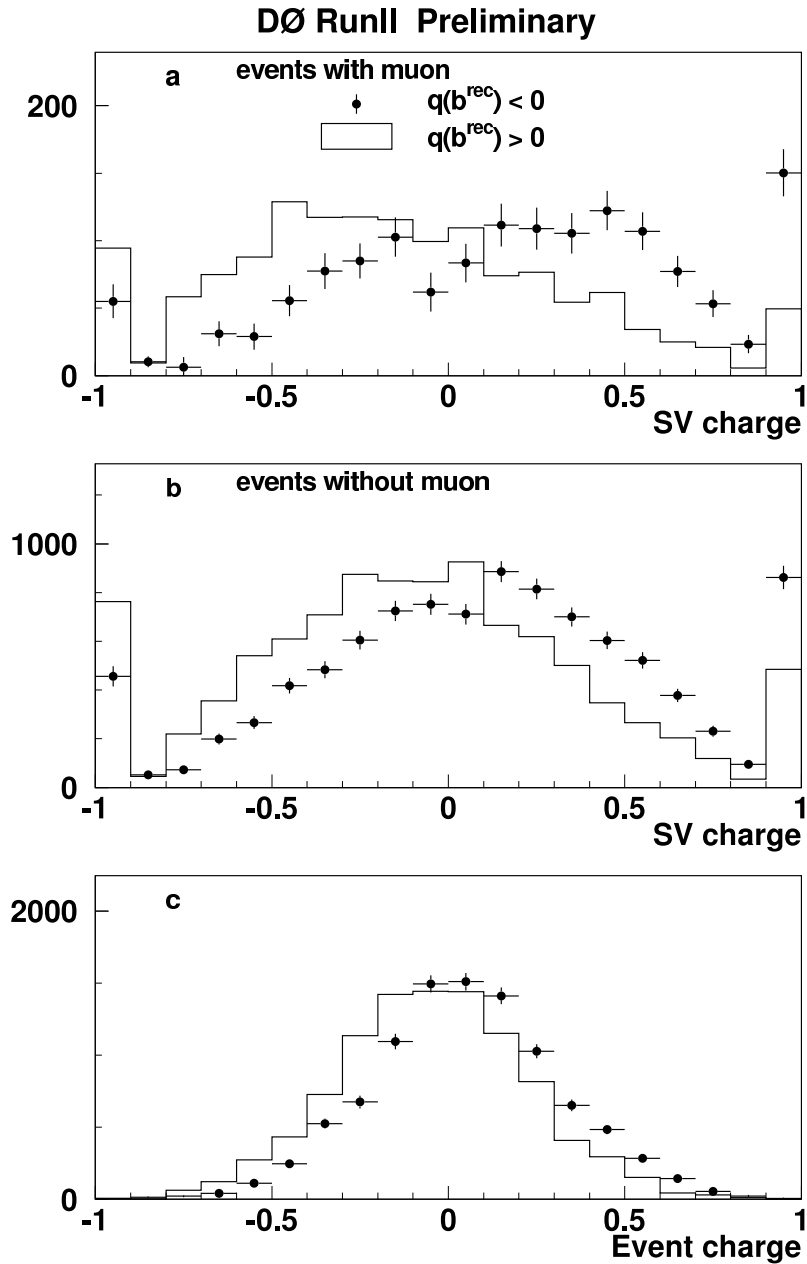 DØ RunII Preliminary
a events with muon
q(b^rec) < 0
q(b^rec) > 0
200
0
-1 -0.5 0 0.5 1
SV charge
b events without muon
1000
0
-1 -0.5 0 0.5 1
SV charge
c
2000
0
-1 -0.5 0 0.5 1
Event charge